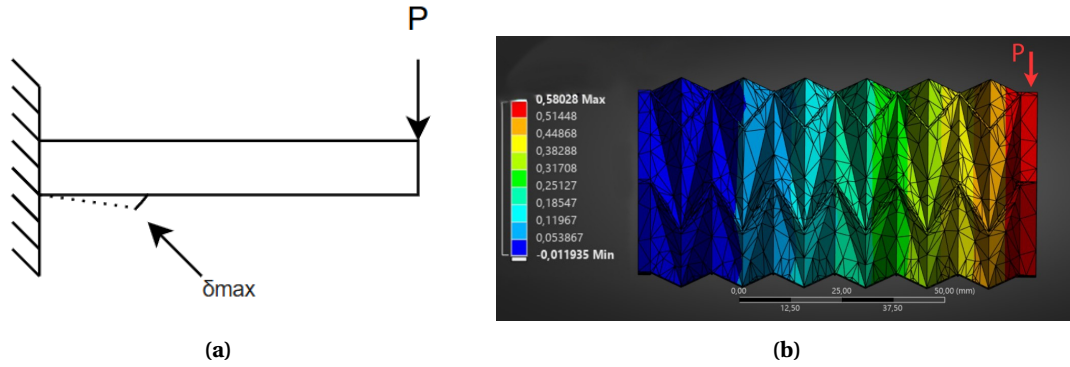 P
δmax
(a)
P
0,58028 Max
0,51448
0,44868
0,38288
0,31708
0,25127
0,18547
0,11967
0,053867
-0,011935 Min
0,00
25,00
50,00 (mm)
12,50
37,50
(b)